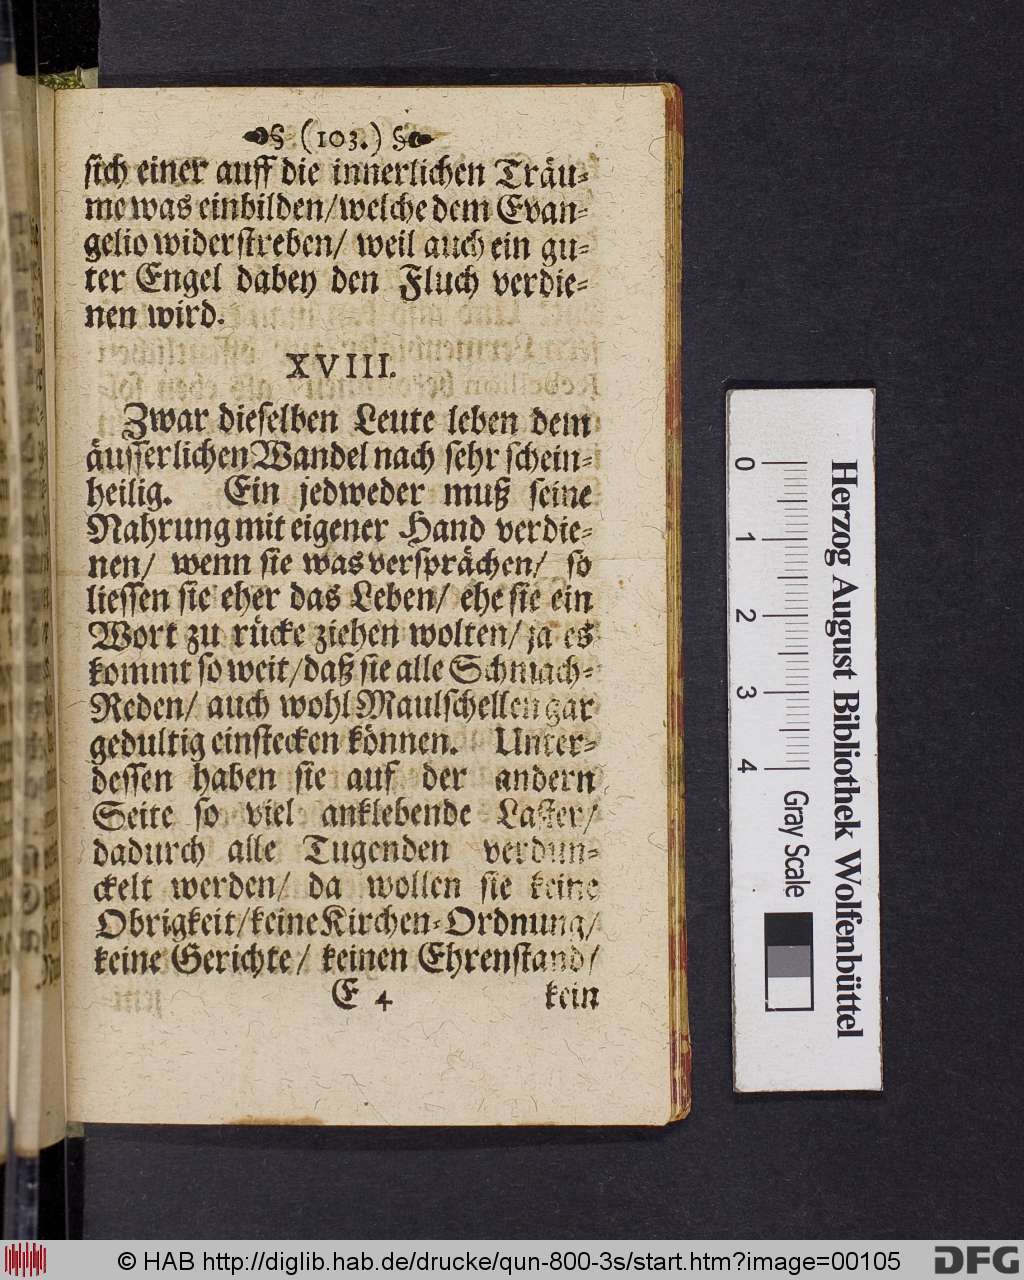 (103.)
sich einer auff die innerlichen Träu-
me was einbilden/ welche dem Evan-
gelio widerstreben/ weil auch ein gu-
ter Engel dabey den Fluch verdie-
nen wird.
XVIII.
Zwar dieselben Leute leben dem
äusserlichen Wandel nach sehr schein-
heilig. Ein jedweder muß seine
Nahrung mit eigener Hand verdie-
nen/ wenn sie was versprächen/ so
liessen sie eher das Leben/ ehe sie ein
Wort zu rücke ziehen wolten/ ja es
kommt so weit/ daß sie alle Schmach-
Reden/ auch wohl Maulschellen gar
gedultig einstecken können. Unter-
dessen haben sie auf der andern
Seite so viel anklebende Laster/
dadurch alle Tugenden verdun-
ckelt werden/ da wollen sie keine
Obrigkeit/ keine Kirchen-Ordnung/
keine Gerichte/ keinen Ehrenstand/
E 4 kein
0 1 2 3 4
Herzog August Bibliothek Wolfenbüttel
Gray Scale
© HAB http://diglib.hab.de/drucke/qun-800-3s/start.htm?image=00105
DFG